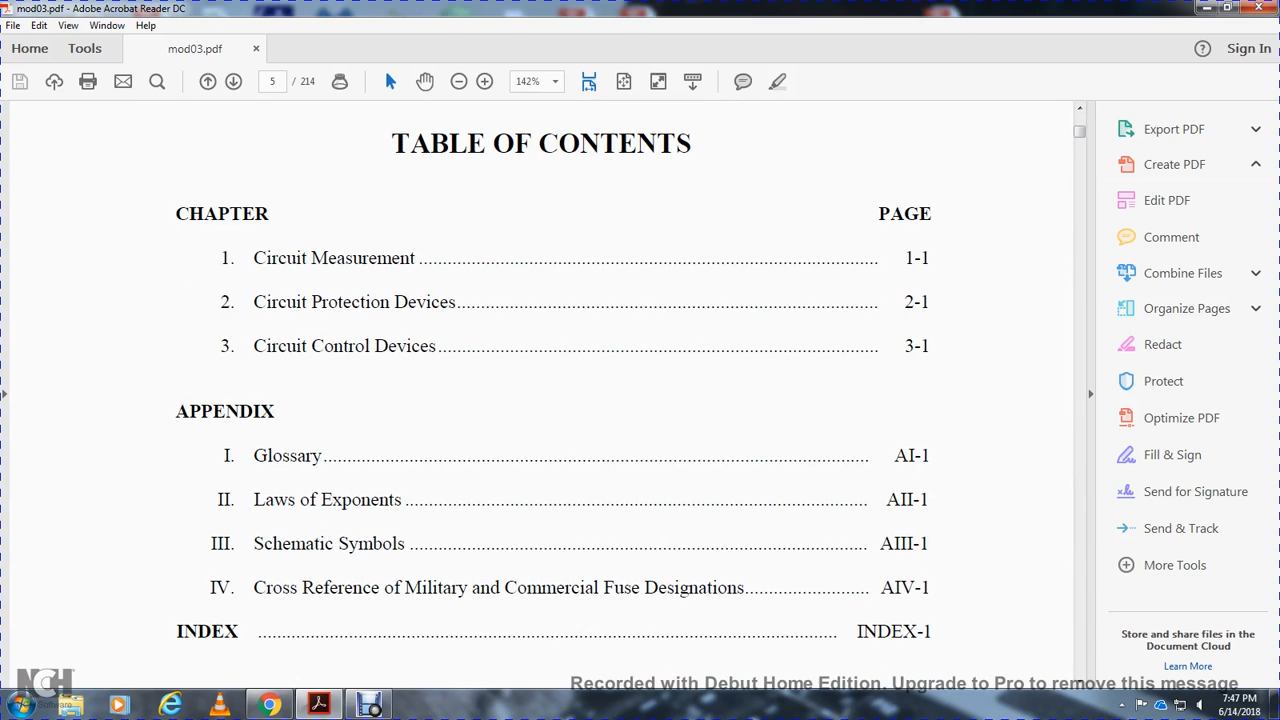 mod03.pdf - Adobe Acrobat Reader DC
File Edit View Window Help
Home Tools mod03.pdf × ? Sign In
5 / 214 142%
TABLE OF CONTENTS
CHAPTER PAGE
1. Circuit Measurement ................................ 1-1
2. Circuit Protection Devices ................................ 2-1
3. Circuit Control Devices ................................ 3-1
APPENDIX
I. Glossary ................................ AI-1
II. Laws of Exponents ................................ AII-1
III. Schematic Symbols ................................ AIII-1
IV. Cross Reference of Military and Commercial Fuse Designations ................ AIV-1
INDEX ................................ INDEX-1
Export PDF
Create PDF
Edit PDF
Comment
Combine Files
Organize Pages
Redact
Protect
Optimize PDF
Fill & Sign
Send for Signature
Send & Track
More Tools
Store and share files in the
Document Cloud
Learn More
NCH
Software
Recorded with Debut Home Edition. Upgrade to Pro to remove this message
7:47 PM
6/14/2018